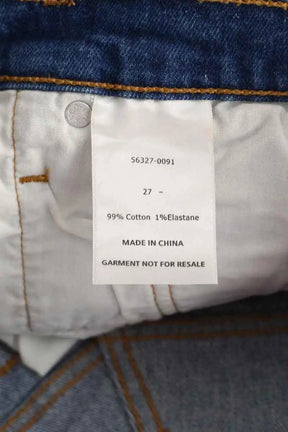 S6327-0091
27 -
99% Cotton 1%Elastane
MADE IN CHINA
GARMENT NOT FOR RESALE